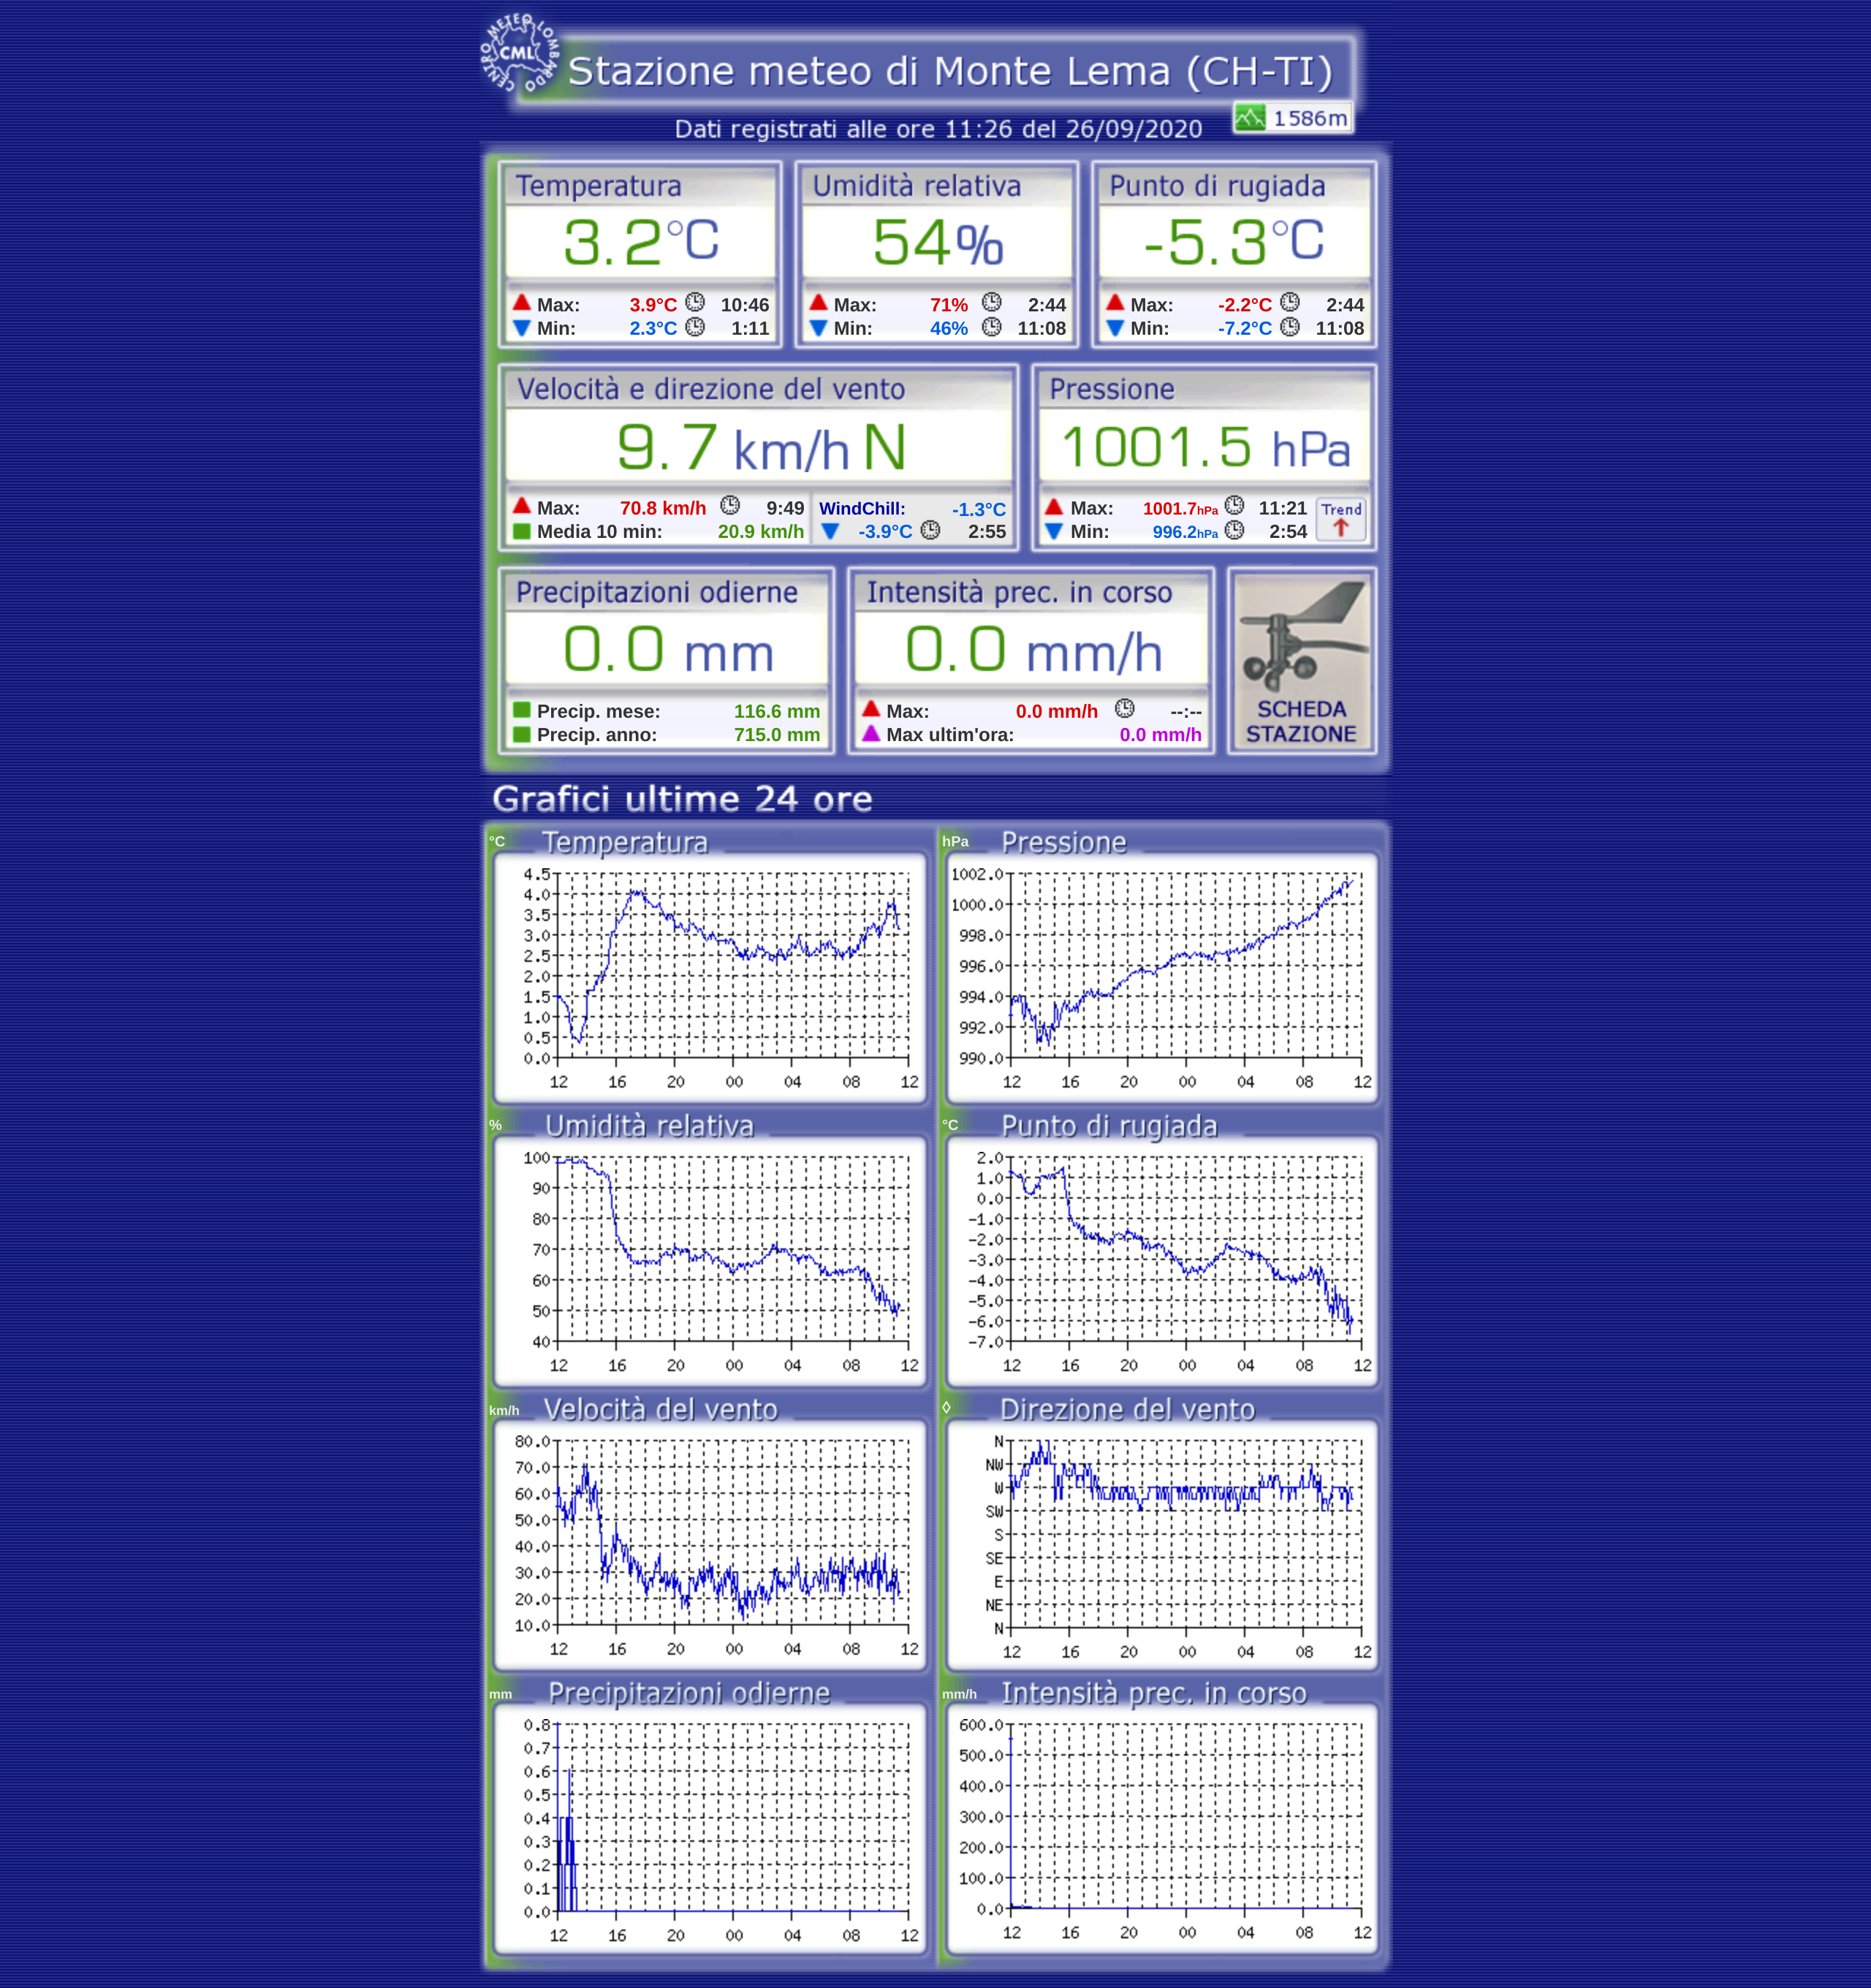 CENTRO METEO LOMBARDO
CML
Stazione meteo di Monte Lema (CH-TI)
1586m
Dati registrati alle ore 11:26 del 26/09/2020
Temperatura
3.2°C
Max: 3.9°C 10:46
Min: 2.3°C 1:11
Umidità relativa
54%
Max: 71% 2:44
Min: 46% 11:08
Punto di rugiada
-5.3°C
Max: -2.2°C 2:44
Min: -7.2°C 11:08
Velocità e direzione del vento
9.7 km/h N
Max: 70.8 km/h 9:49
Media 10 min: 20.9 km/h
WindChill: -1.3°C
-3.9°C 2:55
Pressione
1001.5 hPa
Max: 1001.7hPa 11:21
Min: 996.2hPa 2:54
Trend
Precipitazioni odierne
0.0 mm
Precip. mese: 116.6 mm
Precip. anno: 715.0 mm
Intensità prec. in corso
0.0 mm/h
Max: 0.0 mm/h --:--
Max ultim'ora: 0.0 mm/h
SCHEDA
STAZIONE
Grafici ultime 24 ore
°C Temperatura
4.5
4.0
3.5
3.0
2.5
2.0
1.5
1.0
0.5
0.0
12 16 20 00 04 08 12
hPa Pressione
1002.0
1000.0
998.0
996.0
994.0
992.0
990.0
12 16 20 00 04 08 12
% Umidità relativa
100
90
80
70
60
50
40
12 16 20 00 04 08 12
°C Punto di rugiada
2.0
1.0
0.0
-1.0
-2.0
-3.0
-4.0
-5.0
-6.0
-7.0
12 16 20 00 04 08 12
km/h Velocità del vento
80.0
70.0
60.0
50.0
40.0
30.0
20.0
10.0
12 16 20 00 04 08 12
◊ Direzione del vento
N
NW
W
SW
S
SE
E
NE
N
12 16 20 00 04 08 12
mm Precipitazioni odierne
0.8
0.7
0.6
0.5
0.4
0.3
0.2
0.1
0.0
12 16 20 00 04 08 12
mm/h Intensità prec. in corso
600.0
500.0
400.0
300.0
200.0
100.0
0.0
12 16 20 00 04 08 12